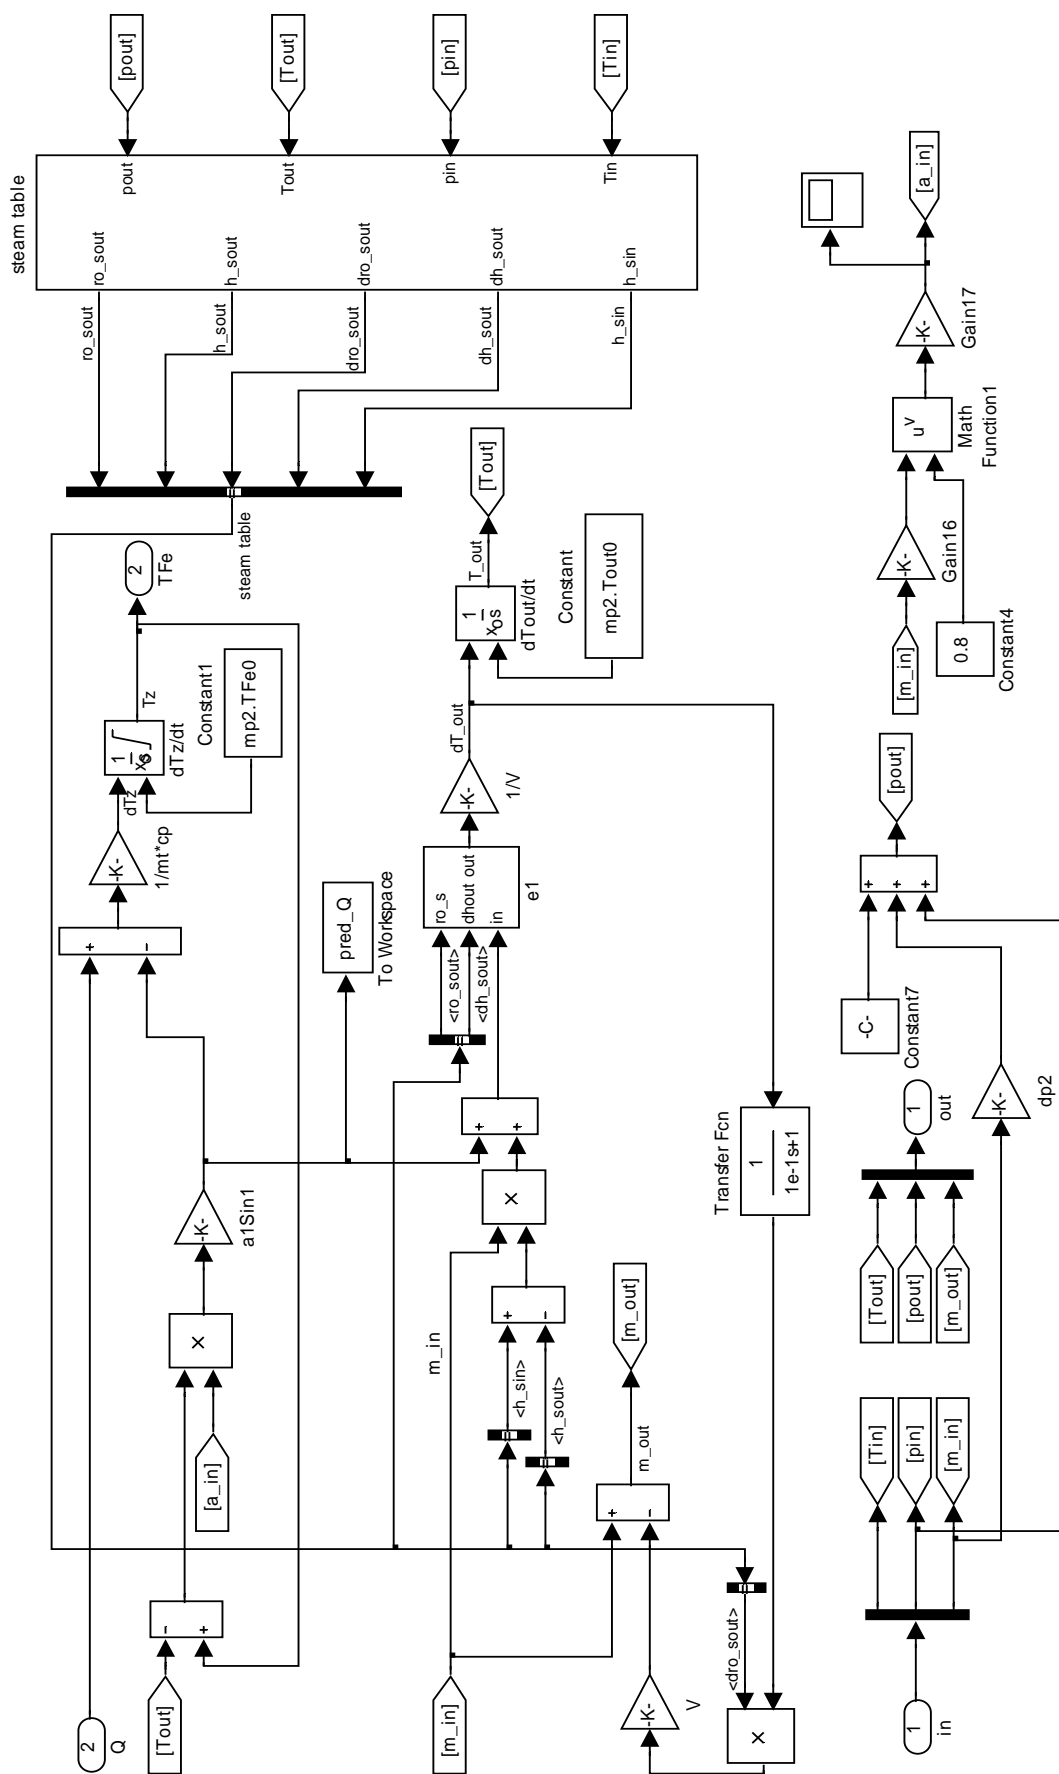 [pout]
[Tout]
[pin]
[Tin]
steam table
pout
Tout
pin
Tin
ro_sout
h_sout
dro_sout
dh_sout
h_sin
ro_sout
h_sout
dro_sout
dh_sout
h_sin
steam table
2
TFe
Tz
1
xo s
dTz/dt
dTz
Constant1
mp2.TFe0
-K-
1/mt*cp
+
−
-K-
a1Sin1
×
[a_in]
−
+
[Tout]
2
Q
[Tout]
T_out
1
xo s
dTout/dt
Constant
mp2.Tout0
dT_out
-K-
1/V
ro_s
dhout out
in
e1
<ro_sout>
<dh_sout>
pred_Q
To Workspace
+
+
×
+
−
<h_sin>
<h_sout>
m_in
[m_in]
[m_out]
m_out
+
−
-K-
V
×
<dro_sout>
Transfer Fcn
1
1e-1s+1
[a_in]
-K-
Gain17
u^v
Math
Function1
-K-
Gain16
[m_in]
0.8
Constant4
[pout]
+
+
+
-C-
Constant7
-K-
dp2
1
out
[Tout]
[pout]
[m_out]
[Tin]
[pin]
[m_in]
1
in